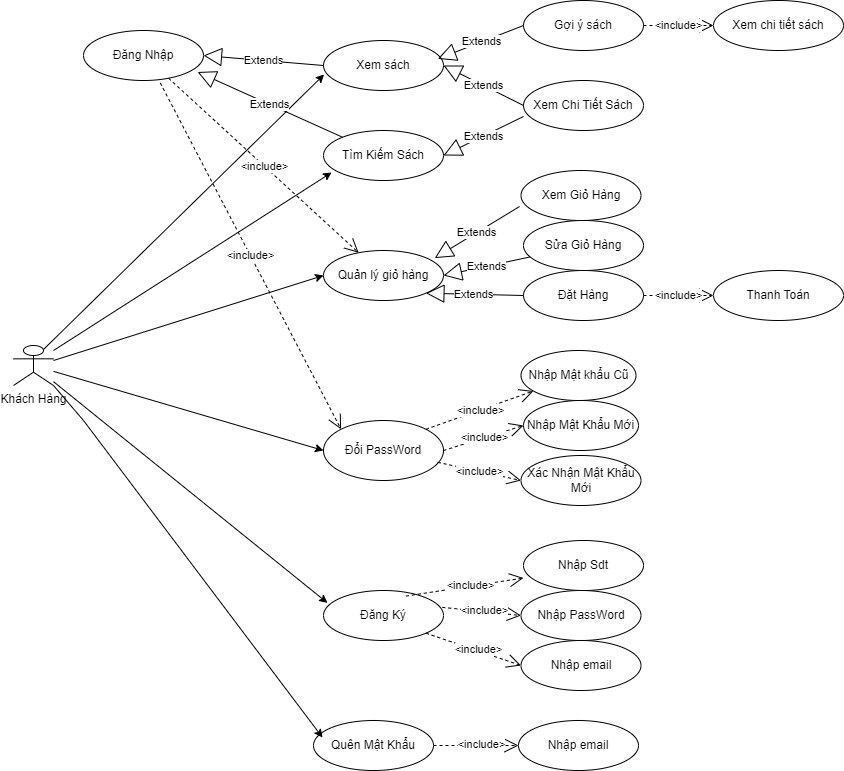 Gợi ý sách
<include>
Xem chi tiết sách
Extends
Đăng Nhập
Extends
Xem sách
Extends
Xem Chi Tiết Sách
Extends
Extends
Tìm Kiếm Sách
<include>
Xem Giỏ Hàng
Extends
<include>
Sửa Giỏ Hàng
Extends
Quản lý giỏ hàng
Extends
Đặt Hàng
<include>
Thanh Toán
Khách Hàng
Nhập Mật khẩu Cũ
<include>
Nhập Mật Khẩu Mới
<include>
Đổi PassWord
<include>
Xác Nhận Mật Khẩu
Mới
Nhập Sdt
<include>
Đăng Ký
<include>
Nhập PassWord
<include>
Nhập email
Quên Mật Khẩu
<include>
Nhập email